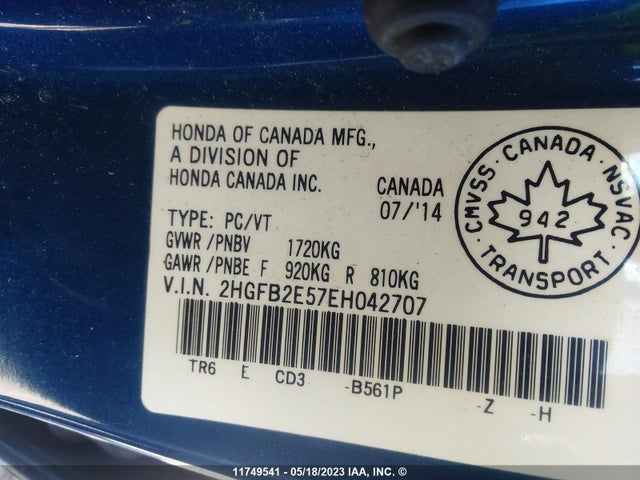 HONDA OF CANADA MFG.,
A DIVISION OF
HONDA CANADA INC. CANADA
07/'14
TYPE: PC/VT
GVWR/PNBV 1720KG
GAWR/PNBE F 920KG R 810KG
V.I.N. 2HGFB2E57EH042707
TR6 E CD3 -B561P -Z -H
CMVSS · CANADA · NSVAC
942
TRANSPORT
11749541 - 05/18/2023 IAA, INC. ©